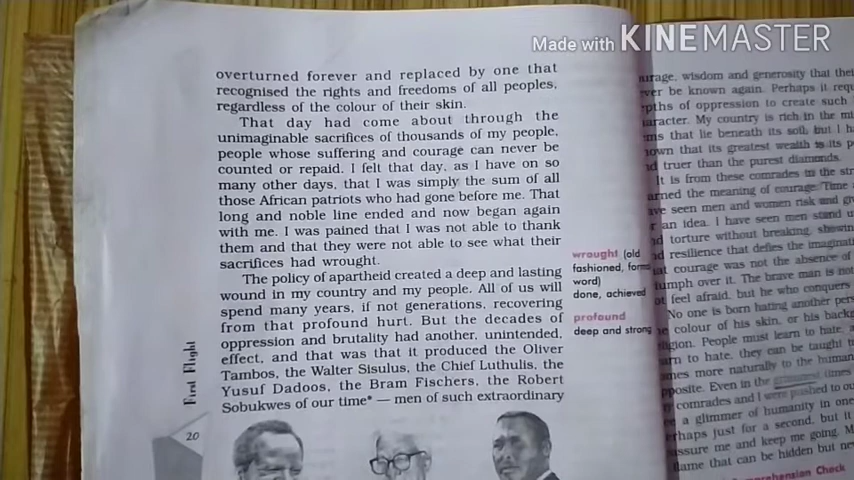 Made with KINEMASTER
overturned forever and replaced by one that
recognised the rights and freedoms of all peoples,
regardless of the colour of their skin.
That day had come about through the
unimaginable sacrifices of thousands of my people,
people whose suffering and courage can never be
counted or repaid. I felt that day, as I have on so
many other days, that I was simply the sum of all
those African patriots who had gone before me. That
long and noble line ended and now began again
with me. I was pained that I was not able to thank
them and that they were not able to see what their
sacrifices had wrought.
The policy of apartheid created a deep and lasting
wound in my country and my people. All of us will
spend many years, if not generations, recovering
from that profound hurt. But the decades of
oppression and brutality had another, unintended,
effect, and that was that it produced the Oliver
Tambos, the Walter Sisulus, the Chief Luthulis, the
Yusuf Dadoos, the Bram Fischers, the Robert
Sobukwes of our time* — men of such extraordinary
wrought (old
fashioned, form
word)
done, achieved
profound
deep and strong
First Flight
20
wisdom and generosity that
be known again. Perhaps it
of oppression to create such
My country is rich in the
that lie beneath its soil, but I
that its greatest wealth is its
truer than the purest diamonds.
It is from these comrades in the
the meaning of courage. Time
seen men and women risk and
an idea. I have seen men stand
torture without breaking, showing
resilience that defies the
courage was not the absence of
over it. The brave man is not
feel afraid, but he conquers
No one is born hating another
colour of his skin, or his
People must learn to hate,
to hate, they can be taught
more naturally to the human
Even in the grimmest times
comrades and I were pushed to
a glimmer of humanity in one
just for a second, but it
me and keep me going.
that can be hidden but
Comprehension Check